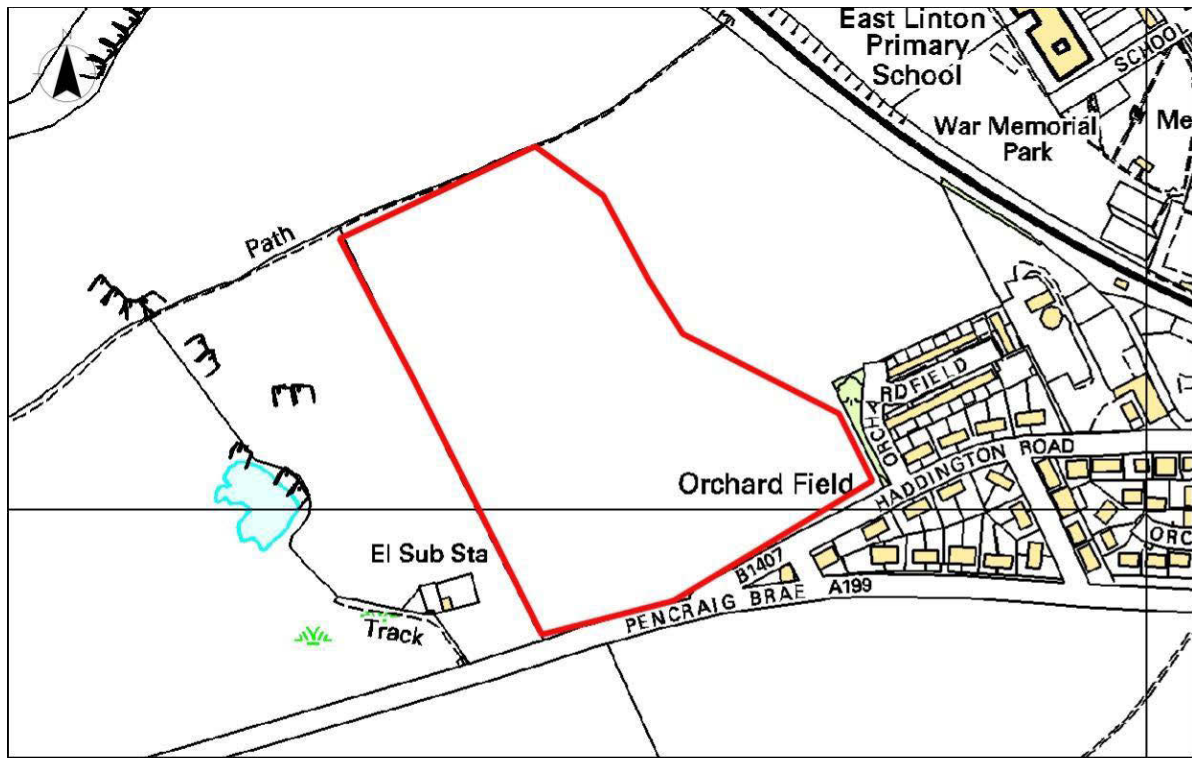 East Linton
Primary
School
SCHOOL
War Memorial
Park
Me
Path
ORCHARDFIELD
HADDINGTON ROAD
Orchard Field
ORC
El Sub Sta
B1407
PENCRAIG BRAE A199
Track